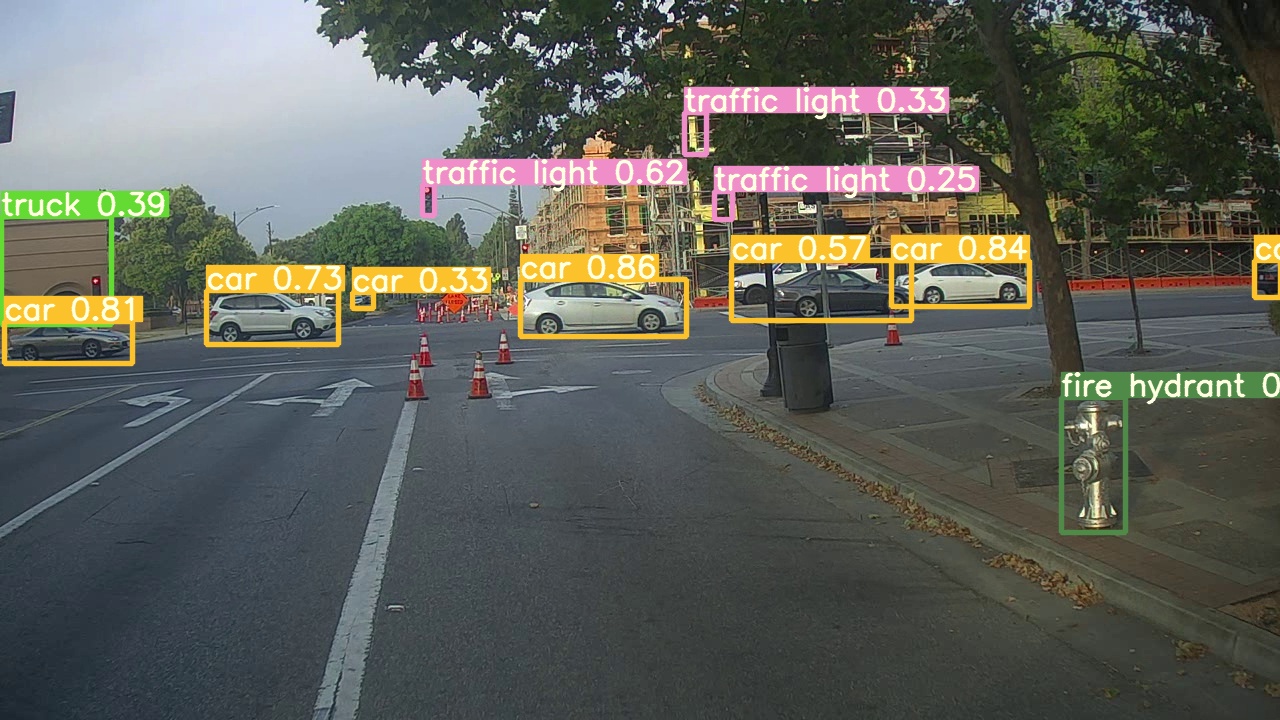 traffic light 0.33
traffic light 0.62
traffic light 0.25
truck 0.39
car 0.57
car 0.84
ca
car 0.86
car 0.73
car 0.33
car 0.81
fire hydrant 0